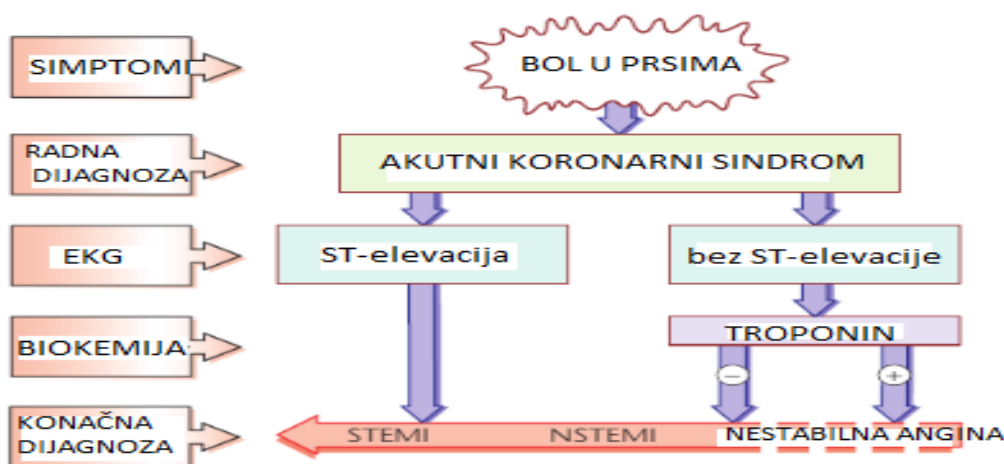 SIMPTOMI
BOL U PRSIMA
RADNA
DIJAGNOZA
AKUTNI KORONARNI SINDROM
EKG
ST-elevacija
bez ST-elevacije
BIOKEMIJA
TROPONIN
− +
KONAČNA
DIJAGNOZA
STEMI NSTEMI NESTABILNA ANGINA